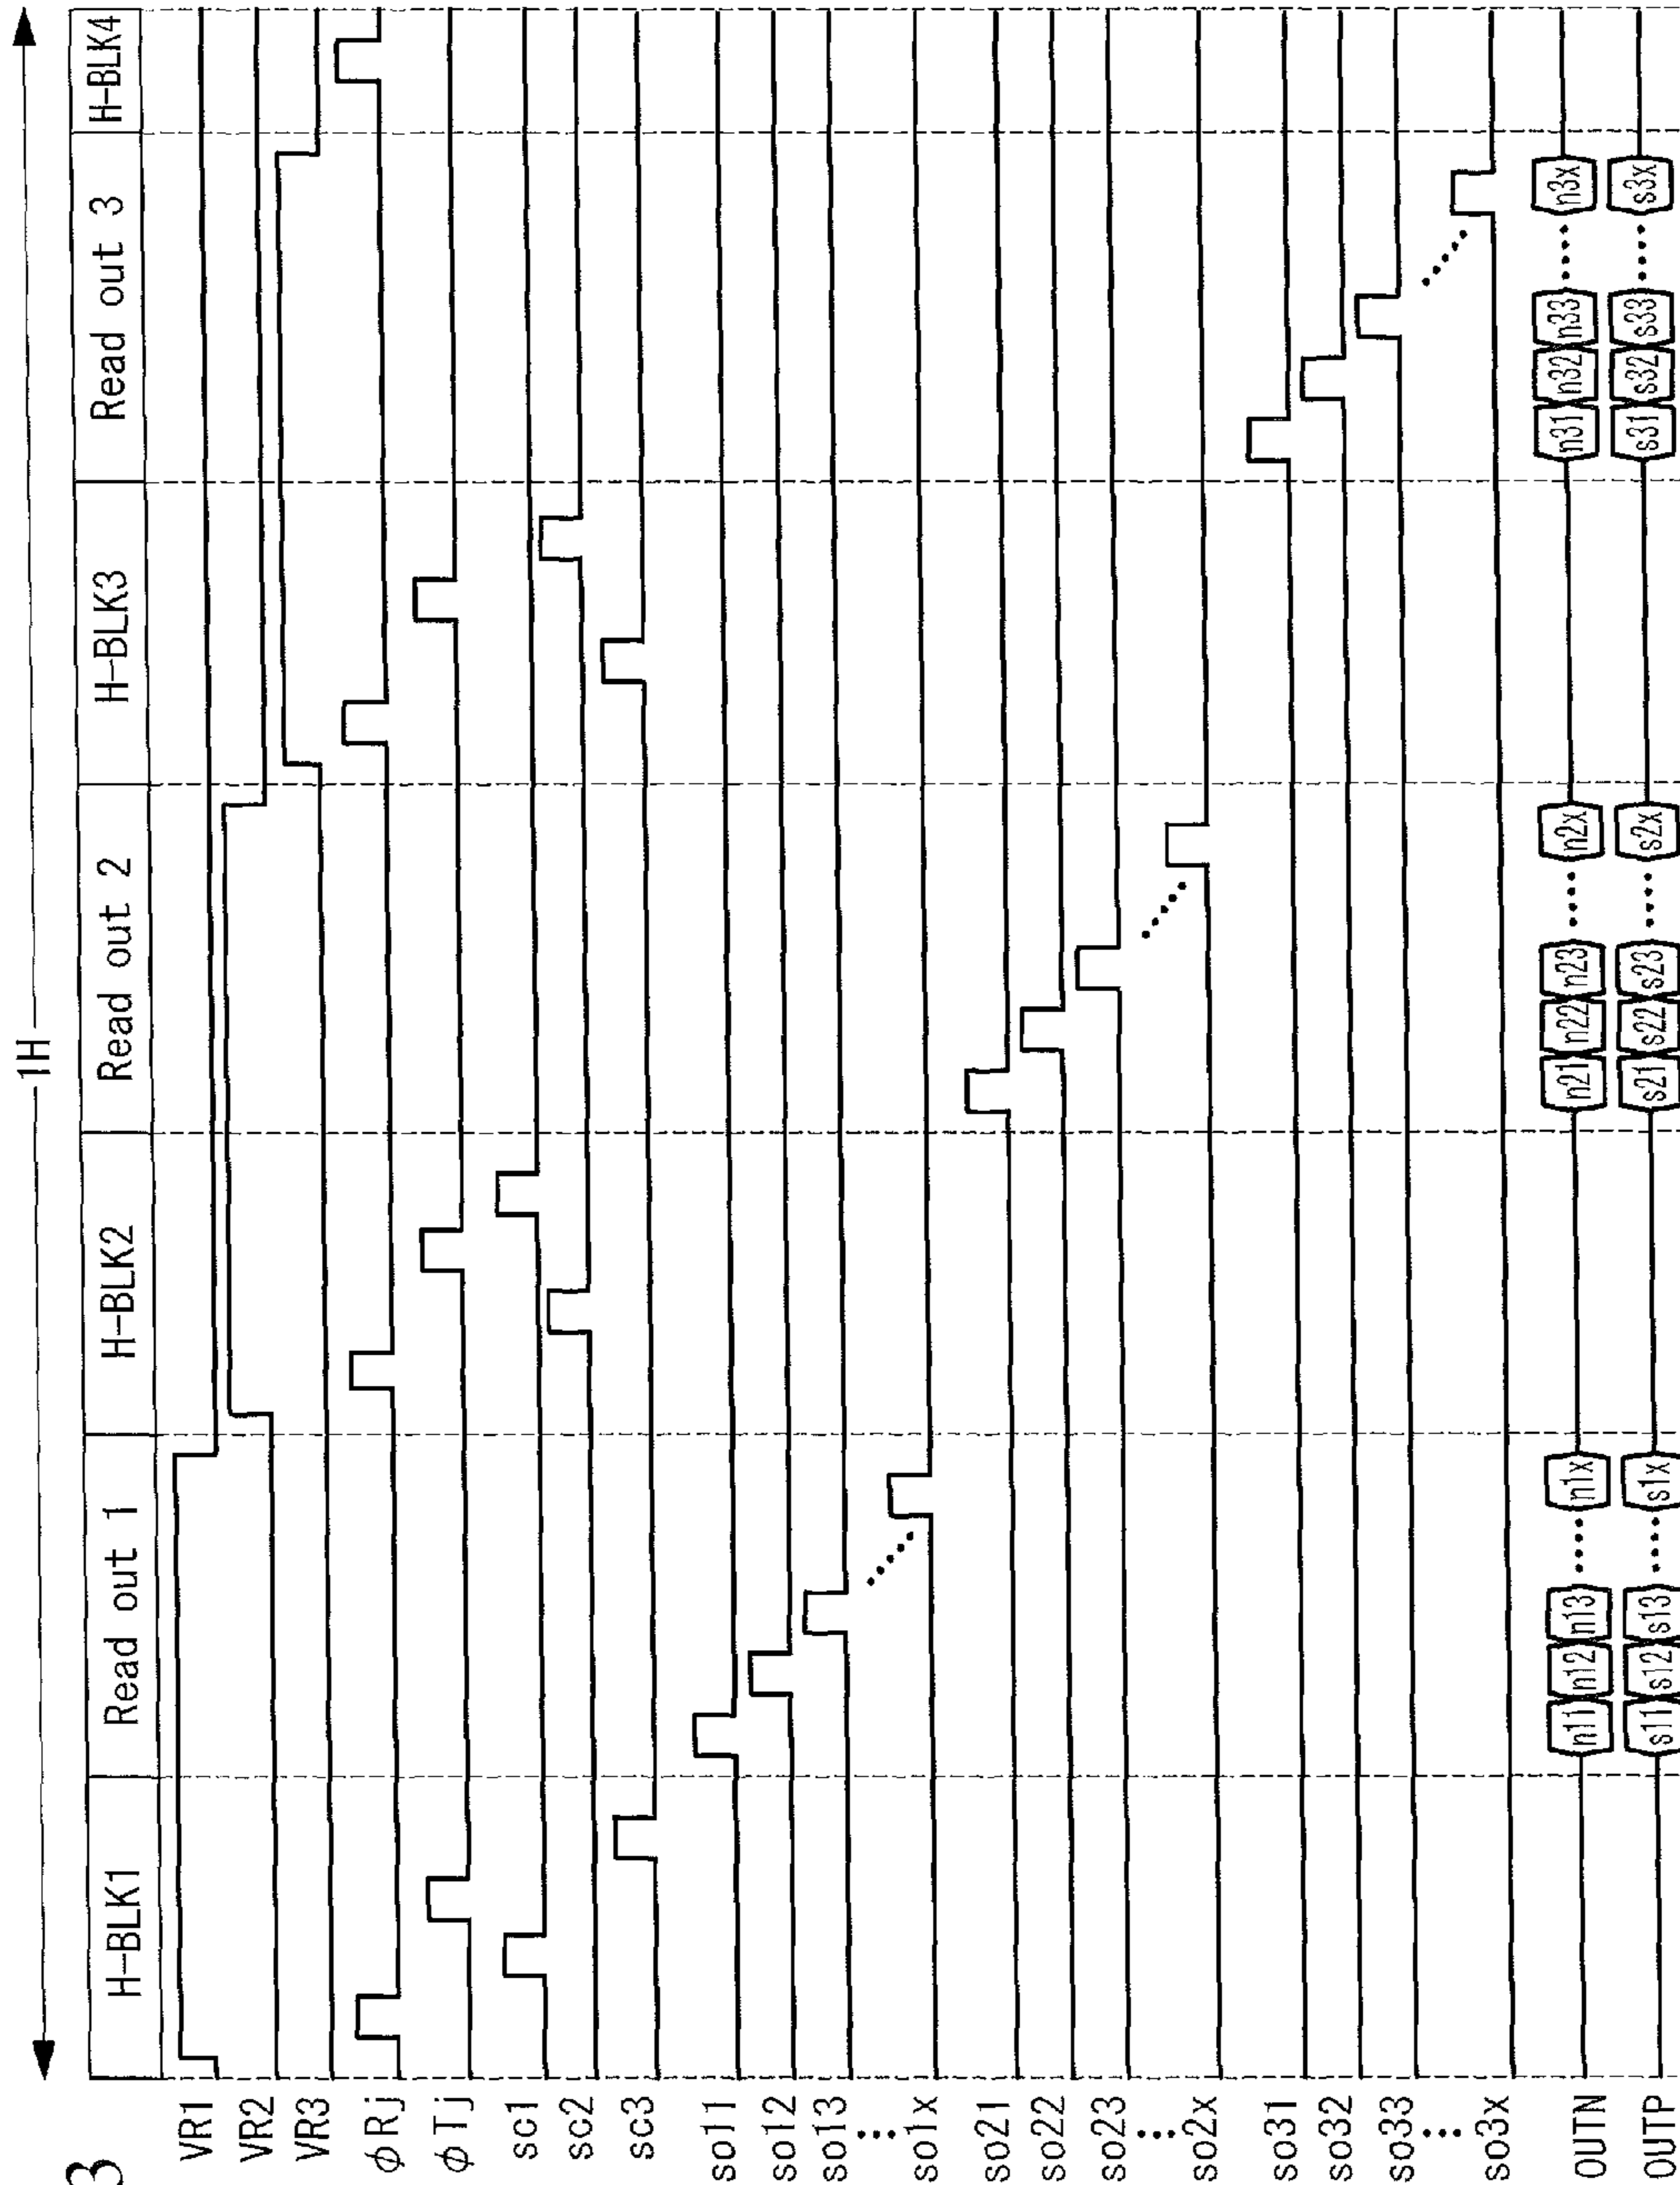 3
1H
H-BLK1 Read out 1 H-BLK2 Read out 2 H-BLK3 Read out 3 H-BLK4
VR1
VR2
VR3
φRj
φTj
sc1
sc2
sc3
so11
so12
so13
so1x
so21
so22
so23
so2x
so31
so32
so33
so3x
OUTN n11 n12 n13 n1x n21 n22 n23 n2x n31 n32 n33 n3x
OUTP s11 s12 s13 s1x s21 s22 s23 s2x s31 s32 s33 s3x